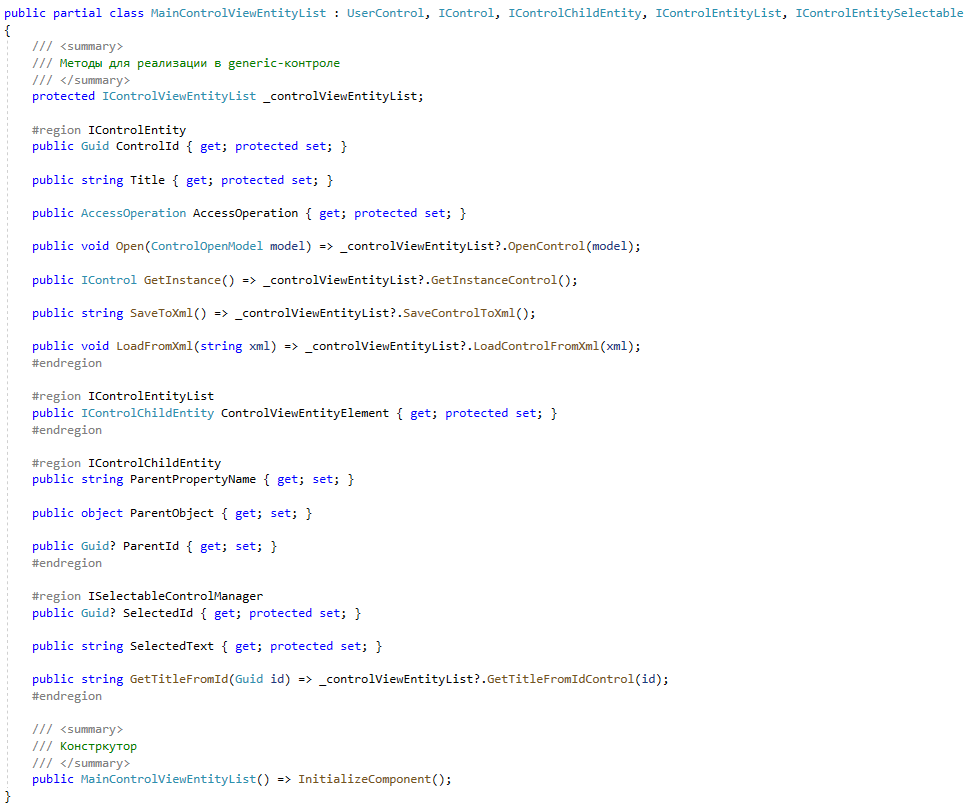 public partial class MainControlViewEntityList : UserControl, IControl, IControlChildEntity, IControlEntityList, IControlEntitySelectable
{
/// <summary>
/// Методы для реализации в generic-контроле
/// </summary>
protected IControlViewEntityList _controlViewEntityList;
#region IControlEntity
public Guid ControlId { get; protected set; }
public string Title { get; protected set; }
public AccessOperation AccessOperation { get; protected set; }
public void Open(ControlOpenModel model) => _controlViewEntityList?.OpenControl(model);
public IControl GetInstance() => _controlViewEntityList?.GetInstanceControl();
public string SaveToXml() => _controlViewEntityList?.SaveControlToXml();
public void LoadFromXml(string xml) => _controlViewEntityList?.LoadControlFromXml(xml);
#endregion
#region IControlEntityList
public IControlChildEntity ControlViewEntityElement { get; protected set; }
#endregion
#region IControlChildEntity
public string ParentPropertyName { get; set; }
public object ParentObject { get; set; }
public Guid? ParentId { get; set; }
#endregion
#region ISelectableControlManager
public Guid? SelectedId { get; protected set; }
public string SelectedText { get; protected set; }
public string GetTitleFromId(Guid id) => _controlViewEntityList?.GetTitleFromIdControl(id);
#endregion
/// <summary>
/// Констркутор
/// </summary>
public MainControlViewEntityList() => InitializeComponent();
}